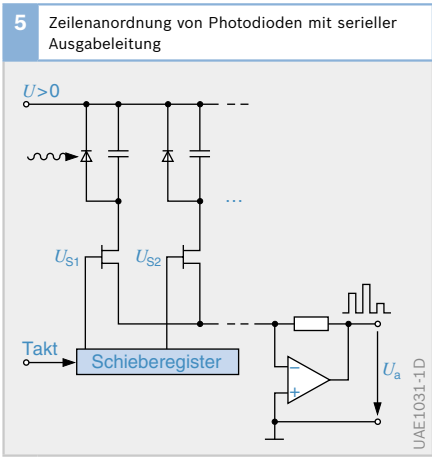 5 Zeilenanordnung von Photodioden mit serieller
Ausgabeleitung
U>0
...
US1
US2
Takt
Schieberegister
−
+
Ua
UAE1031-1D